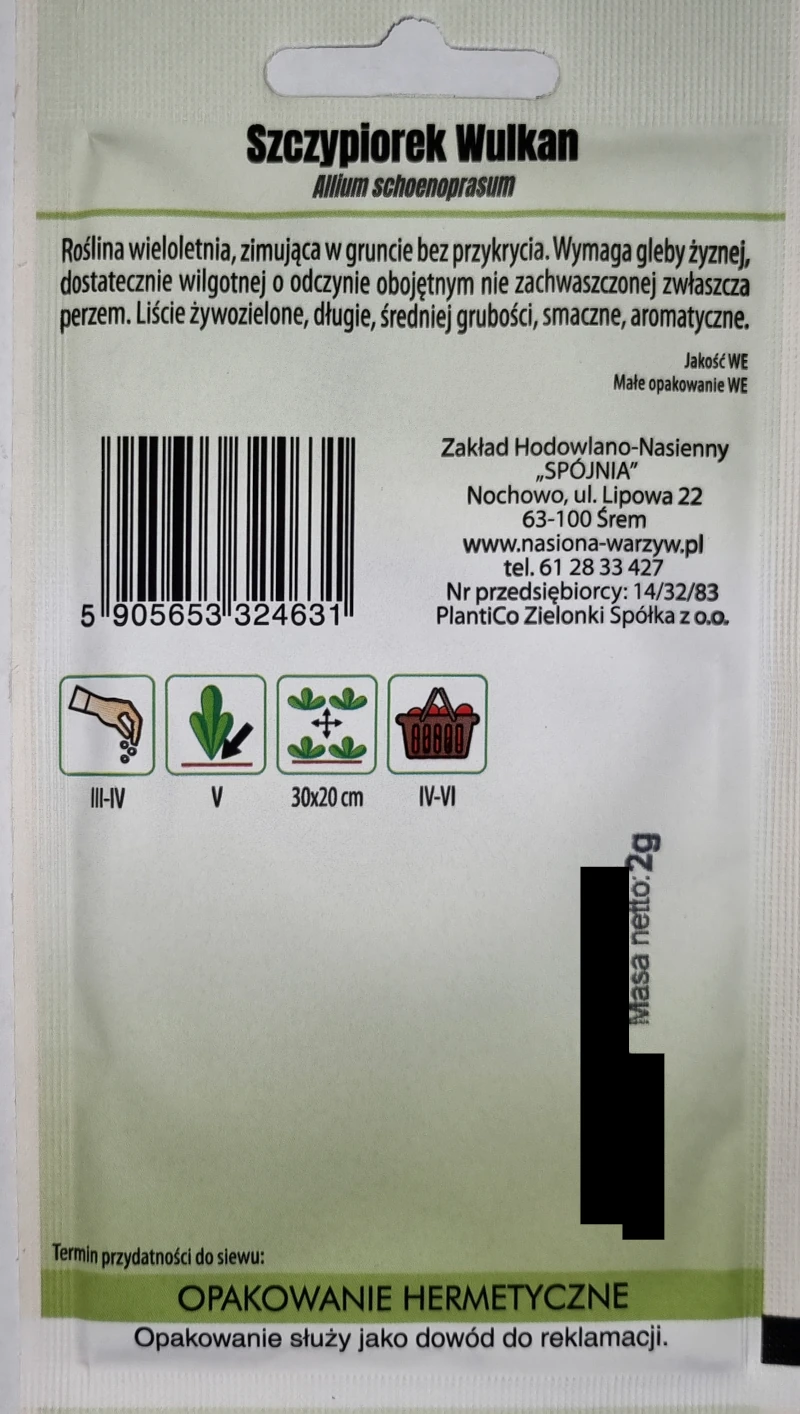 Szczypiorek Wulkan
Allium schoenoprasum
Roślina wieloletnia, zimująca w gruncie bez przykrycia. Wymaga gleby żyznej,
dostatecznie wilgotnej o odczynie obojętnym nie zachwaszczonej zwłaszcza
perzem. Liście żywozielone, długie, średniej grubości, smaczne, aromatyczne.
Jakość WE
Małe opakowanie WE
Zakład Hodowlano-Nasienny
„SPÓJNIA”
Nochowo, ul. Lipowa 22
63-100 Śrem
www.nasiona-warzyw.pl
tel. 61 28 33 427
Nr przedsiębiorcy: 14/32/83
PlantiCo Zielonki Spółka z o.o.
5 905653 324631
III-IV
V
30x20 cm
IV-VI
Masa netto: 2g
Termin przydatności do siewu:
OPAKOWANIE HERMETYCZNE
Opakowanie służy jako dowód do reklamacji.